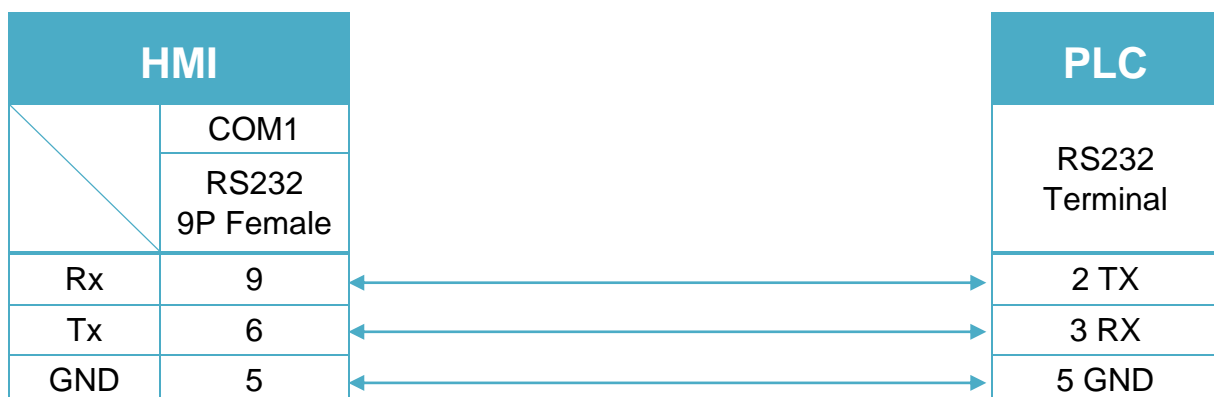 HMI
PLC
COM1
RS232
9P Female
RS232
Terminal
Rx 9 2 TX
Tx 6 3 RX
GND 5 5 GND